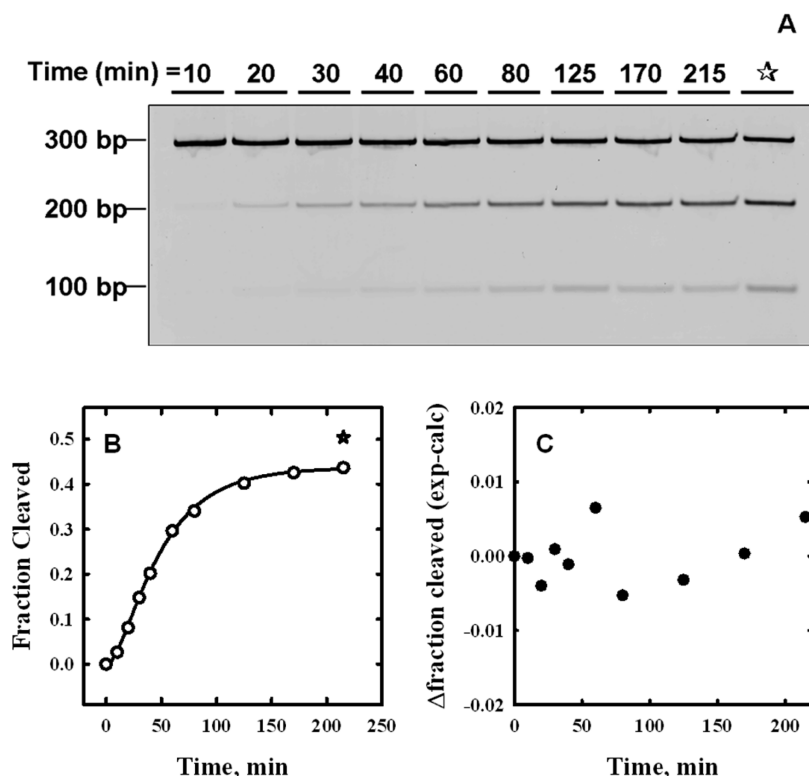 A
Time (min) = 10 20 30 40 60 80 125 170 215 ☆
300 bp
200 bp
100 bp
B
0.5
0.4
0.3
0.2
0.1
0.0
Fraction Cleaved
0 50 100 150 200 250
Time, min
C
0.02
0.01
0.00
-0.01
-0.02
Δfraction cleaved (exp-calc)
0 50 100 150 200
Time, min